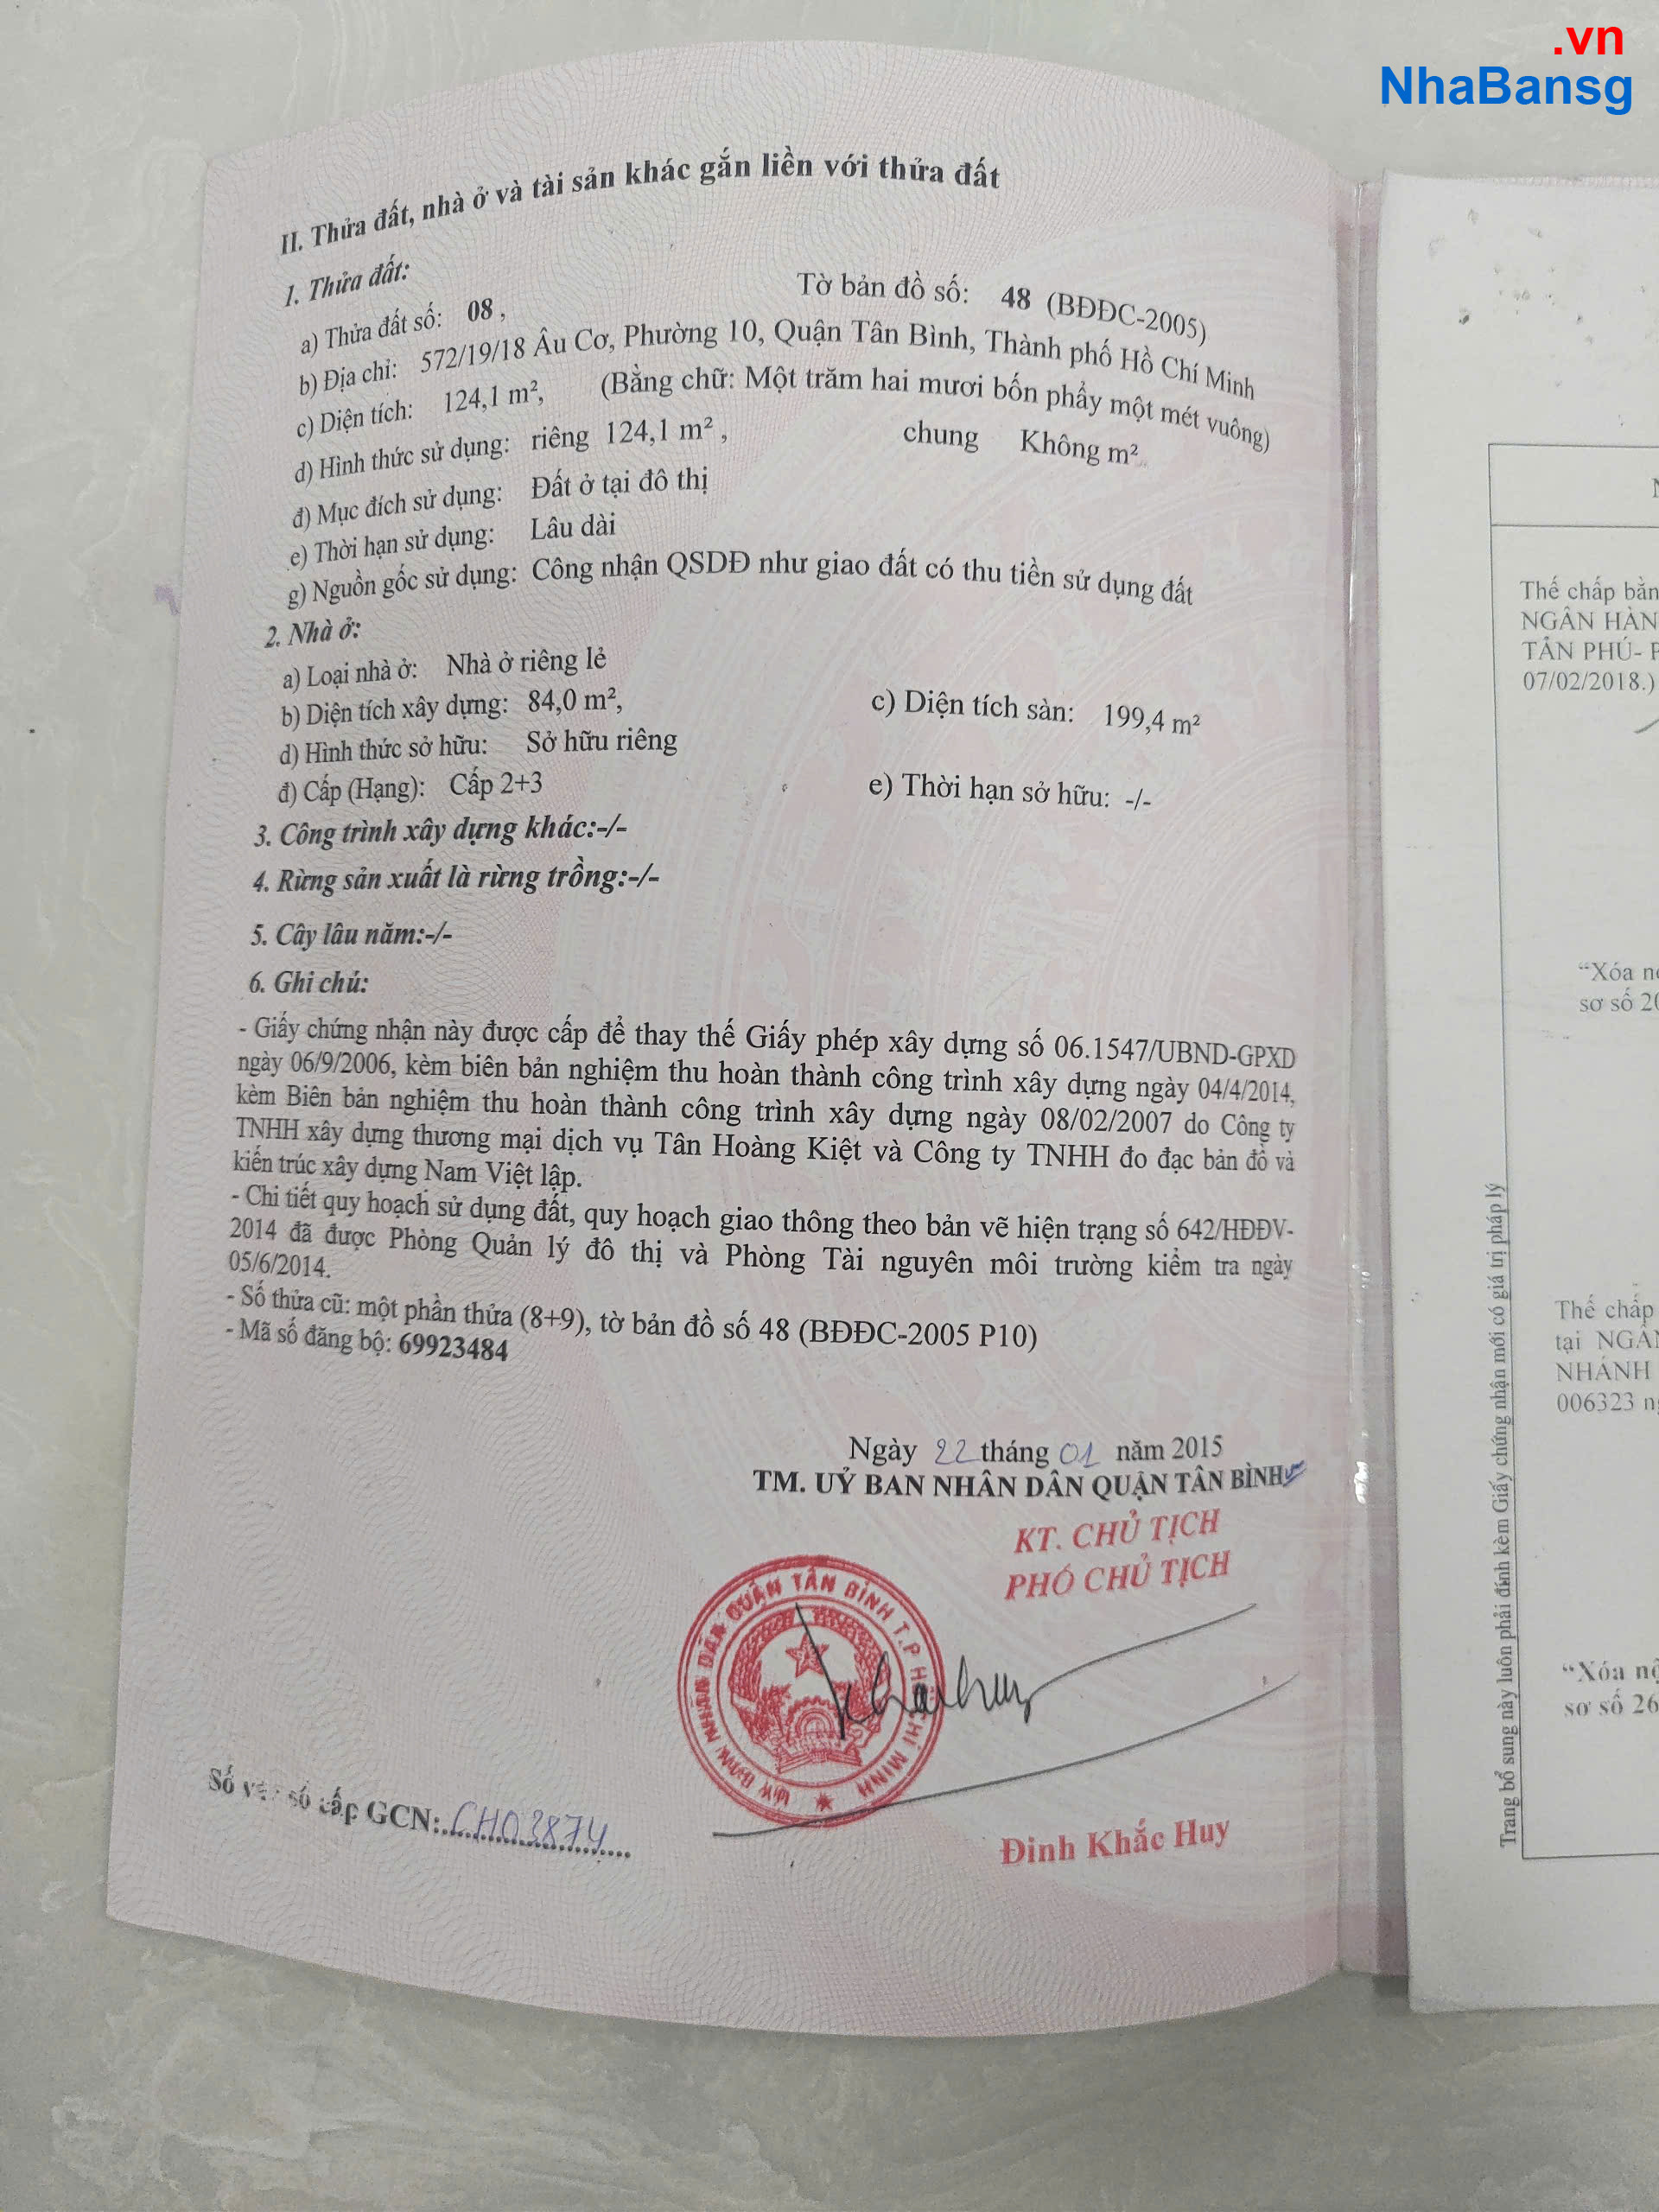 .vn
NhaBansg
II. Thửa đất, nhà ở và tài sản khác gắn liền với thửa đất
1. Thửa đất:
a) Thửa đất số: 08 , Tờ bản đồ số: 48 (BĐĐC-2005)
b) Địa chỉ: 572/19/18 Âu Cơ, Phường 10, Quận Tân Bình, Thành phố Hồ Chí Minh
c) Diện tích: 124,1 m², (Bằng chữ: Một trăm hai mươi bốn phẩy một mét vuông)
d) Hình thức sử dụng: riêng 124,1 m² , chung Không m²
đ) Mục đích sử dụng: Đất ở tại đô thị
e) Thời hạn sử dụng: Lâu dài
g) Nguồn gốc sử dụng: Công nhận QSDĐ như giao đất có thu tiền sử dụng đất
2. Nhà ở:
a) Loại nhà ở: Nhà ở riêng lẻ
b) Diện tích xây dựng: 84,0 m², c) Diện tích sàn: 199,4 m²
d) Hình thức sở hữu: Sở hữu riêng
đ) Cấp (Hạng): Cấp 2+3 e) Thời hạn sở hữu: -/-
3. Công trình xây dựng khác:-/-
4. Rừng sản xuất là rừng trồng:-/-
5. Cây lâu năm:-/-
6. Ghi chú:
- Giấy chứng nhận này được cấp để thay thế Giấy phép xây dựng số 06.1547/UBND-GPXD
ngày 06/9/2006, kèm biên bản nghiệm thu hoàn thành công trình xây dựng ngày 04/4/2014,
kèm Biên bản nghiệm thu hoàn thành công trình xây dựng ngày 08/02/2007 do Công ty
TNHH xây dựng thương mại dịch vụ Tân Hoàng Kiệt và Công ty TNHH đo đạc bản đồ và
kiến trúc xây dựng Nam Việt lập.
- Chi tiết quy hoạch sử dụng đất, quy hoạch giao thông theo bản vẽ hiện trạng số 642/HĐĐV-
2014 đã được Phòng Quản lý đô thị và Phòng Tài nguyên môi trường kiểm tra ngày
05/6/2014.
- Số thửa cũ: một phần thửa (8+9), tờ bản đồ số 48 (BĐĐC-2005 P10)
- Mã số đăng bộ: 69923484
Ngày 22 tháng 01 năm 2015
TM. UỶ BAN NHÂN DÂN QUẬN TÂN BÌNH
KT. CHỦ TỊCH
PHÓ CHỦ TỊCH
ỦY BAN NHÂN DÂN QUẬN TÂN BÌNH T.P HỒ CHÍ MINH
Đinh Khắc Huy
Số vào sổ cấp GCN: CH03874
Thế chấp bằn
NGÂN HÀN
TÂN PHÚ- P
07/02/2018.)
“Xóa nộ
sơ số 20
Thế chấp
tại NGÂN
NHÁNH
006323 ng
“Xóa nộ
sơ số 26
Trang bổ sung này luôn phải đính kèm Giấy chứng nhận mới có giá trị pháp lý